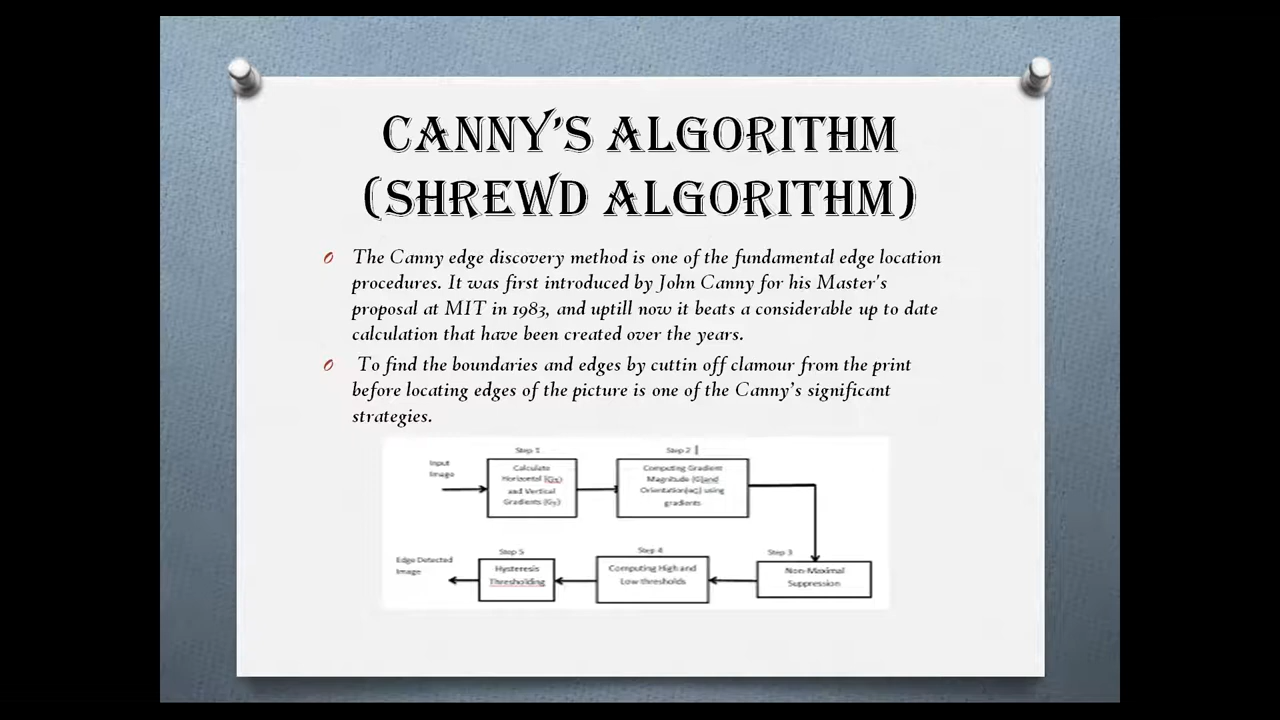 CANNY'S ALGORITHM
(SHREWD ALGORITHM)
The Canny edge discovery method is one of the fundamental edge location
procedures. It was first introduced by John Canny for his Master's
proposal at MIT in 1983, and uptill now it beats a considerable up to date
calculation that have been created over the years.
To find the boundaries and edges by cuttin off clamour from the print
before locating edges of the picture is one of the Canny's significant
strategies.
Input
Image
Step 1
Calculate
Horizontal (Gx)
and Vertical
Gradients (Gy)
Step 2
Computing Gradient
Magnitude (G)and
using
gradients
Step 3
Non-Maximal
Suppression
Step 4
Computing High and
Low thresholds
Step 5
Hysteresis
Thresholding
Edge Detected
Image